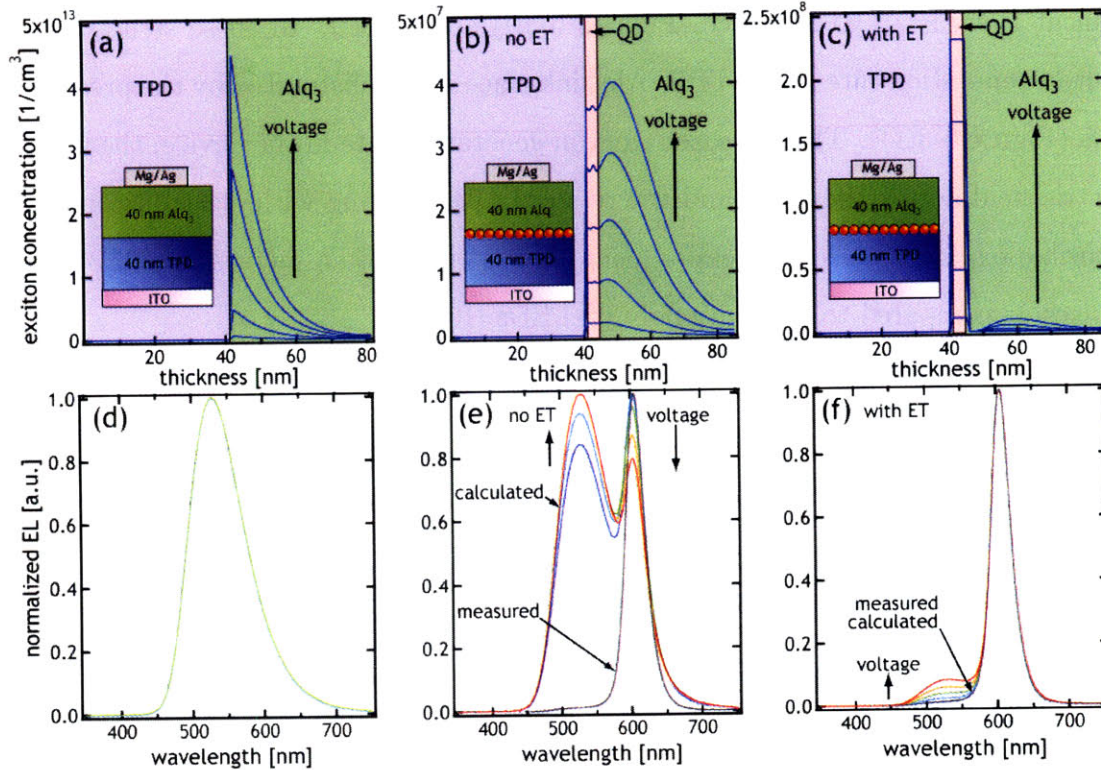 5x10^13
(a)
TPD
Alq3
voltage
Mg/Ag
40 nm Alq3
40 nm TPD
ITO
exciton concentration [1/cm^3]
4
3
2
1
0
20
40
60
80
thickness [nm]
5x10^7
(b)
no ET
QD
TPD
Alq3
voltage
Mg/Ag
40 nm Alq
40 nm TPD
ITO
4
3
2
1
0
20
40
60
80
thickness [nm]
2.5x10^8
(c)
with ET
QD
TPD
Alq3
voltage
Mg/Ag
40 nm Alq3
40 nm TPD
ITO
2.0
1.5
1.0
0.5
0.0
20
40
60
80
thickness [nm]
(d)
normalized EL [a.u.]
1.0
0.8
0.6
0.4
0.2
0.0
400
500
600
700
wavelength [nm]
(e)
no ET
voltage
calculated
measured
1.0
0.8
0.6
0.4
0.2
0.0
400
500
600
700
wavelength [nm]
(f)
with ET
measured
calculated
voltage
1.0
0.8
0.6
0.4
0.2
0.0
400
500
600
700
wavelength [nm]